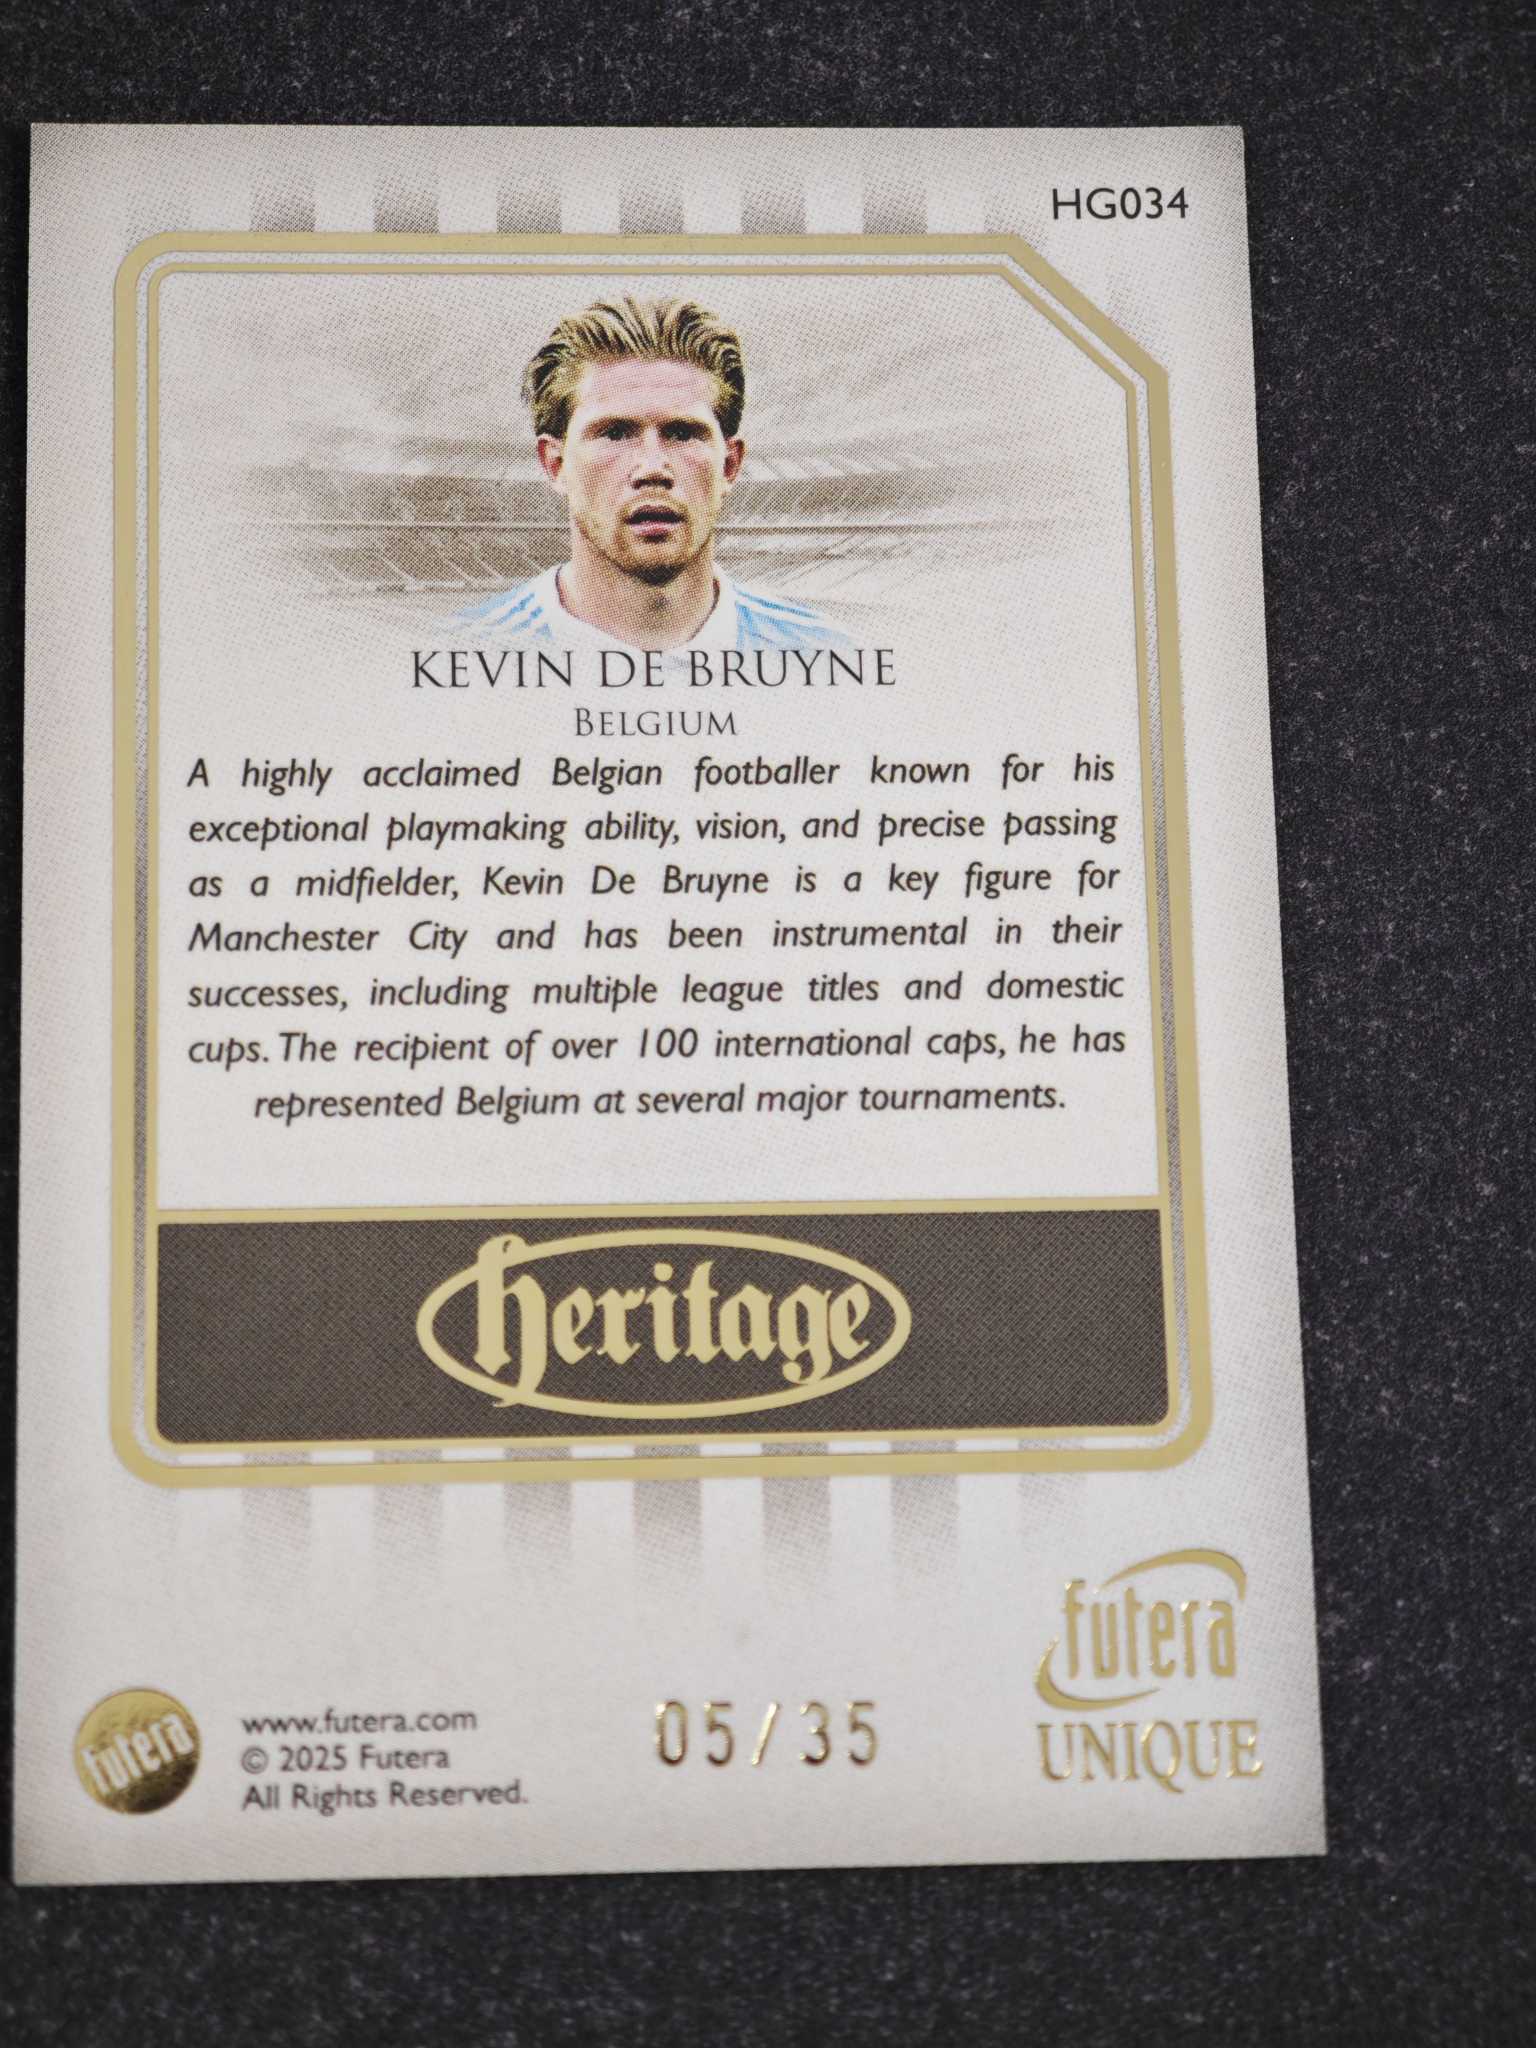 HG034
KEVIN DE BRUYNE
BELGIUM
A highly acclaimed Belgian footballer known for his
exceptional playmaking ability, vision, and precise passing
as a midfielder, Kevin De Bruyne is a key figure for
Manchester City and has been instrumental in their
successes, including multiple league titles and domestic
cups. The recipient of over 100 international caps, he has
represented Belgium at several major tournaments.
heritage
futera
UNIQUE
futera
www.futera.com
© 2025 Futera
All Rights Reserved.
05/35